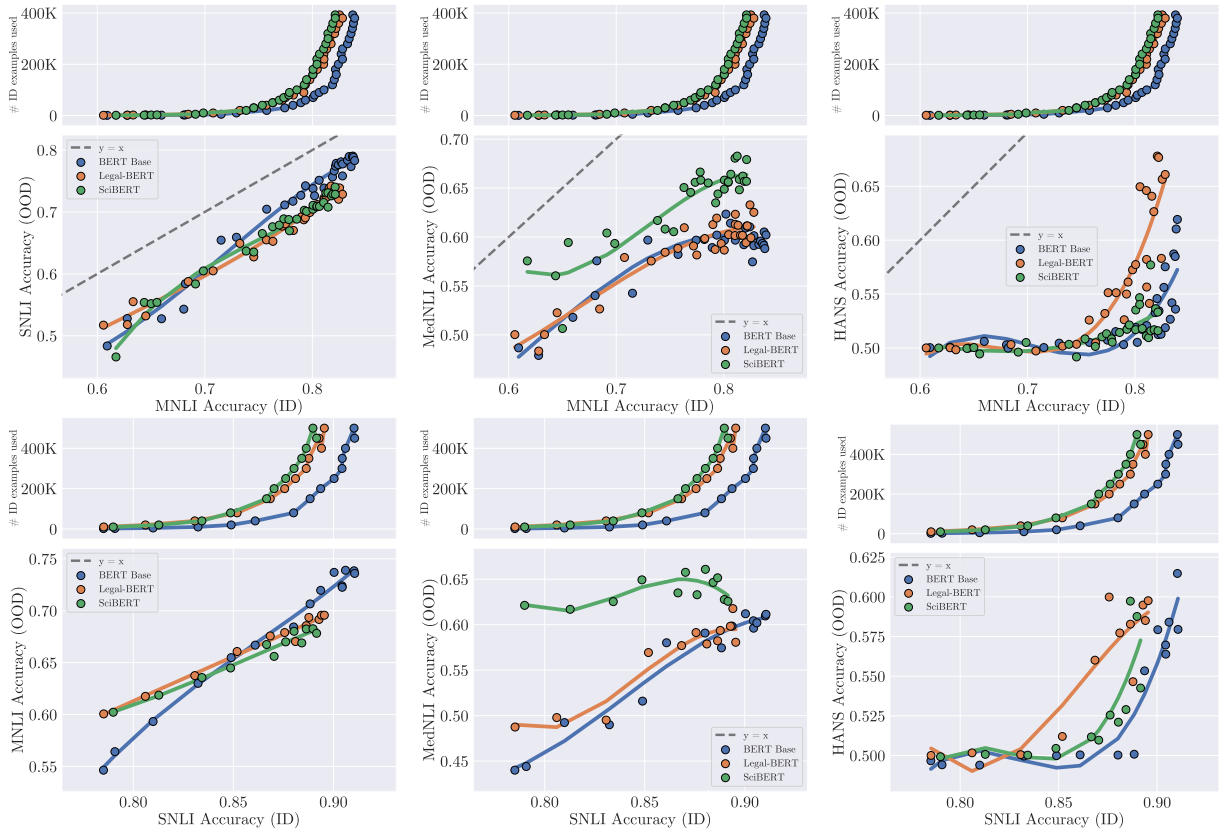 # ID examples used
400K
200K
0
# ID examples used
400K
200K
0
# ID examples used
400K
200K
0
SNLI Accuracy (OOD)
0.8
0.7
0.6
0.5
y = x
BERT Base
Legal-BERT
SciBERT
0.6
0.7
0.8
MNLI Accuracy (ID)
MedNLI Accuracy (OOD)
0.70
0.65
0.60
0.55
0.50
y = x
BERT Base
Legal-BERT
SciBERT
0.6
0.7
0.8
MNLI Accuracy (ID)
HANS Accuracy (OOD)
0.65
0.60
0.55
0.50
y = x
BERT Base
Legal-BERT
SciBERT
0.6
0.7
0.8
MNLI Accuracy (ID)
# ID examples used
400K
200K
0
# ID examples used
400K
200K
0
# ID examples used
400K
200K
0
MNLI Accuracy (OOD)
0.75
0.70
0.65
0.60
0.55
y = x
BERT Base
Legal-BERT
SciBERT
0.80
0.85
0.90
SNLI Accuracy (ID)
MedNLI Accuracy (OOD)
0.65
0.60
0.55
0.50
0.45
y = x
BERT Base
Legal-BERT
SciBERT
0.80
0.85
0.90
SNLI Accuracy (ID)
HANS Accuracy (OOD)
0.625
0.600
0.575
0.550
0.525
0.500
y = x
BERT Base
Legal-BERT
SciBERT
0.80
0.85
0.90
SNLI Accuracy (ID)